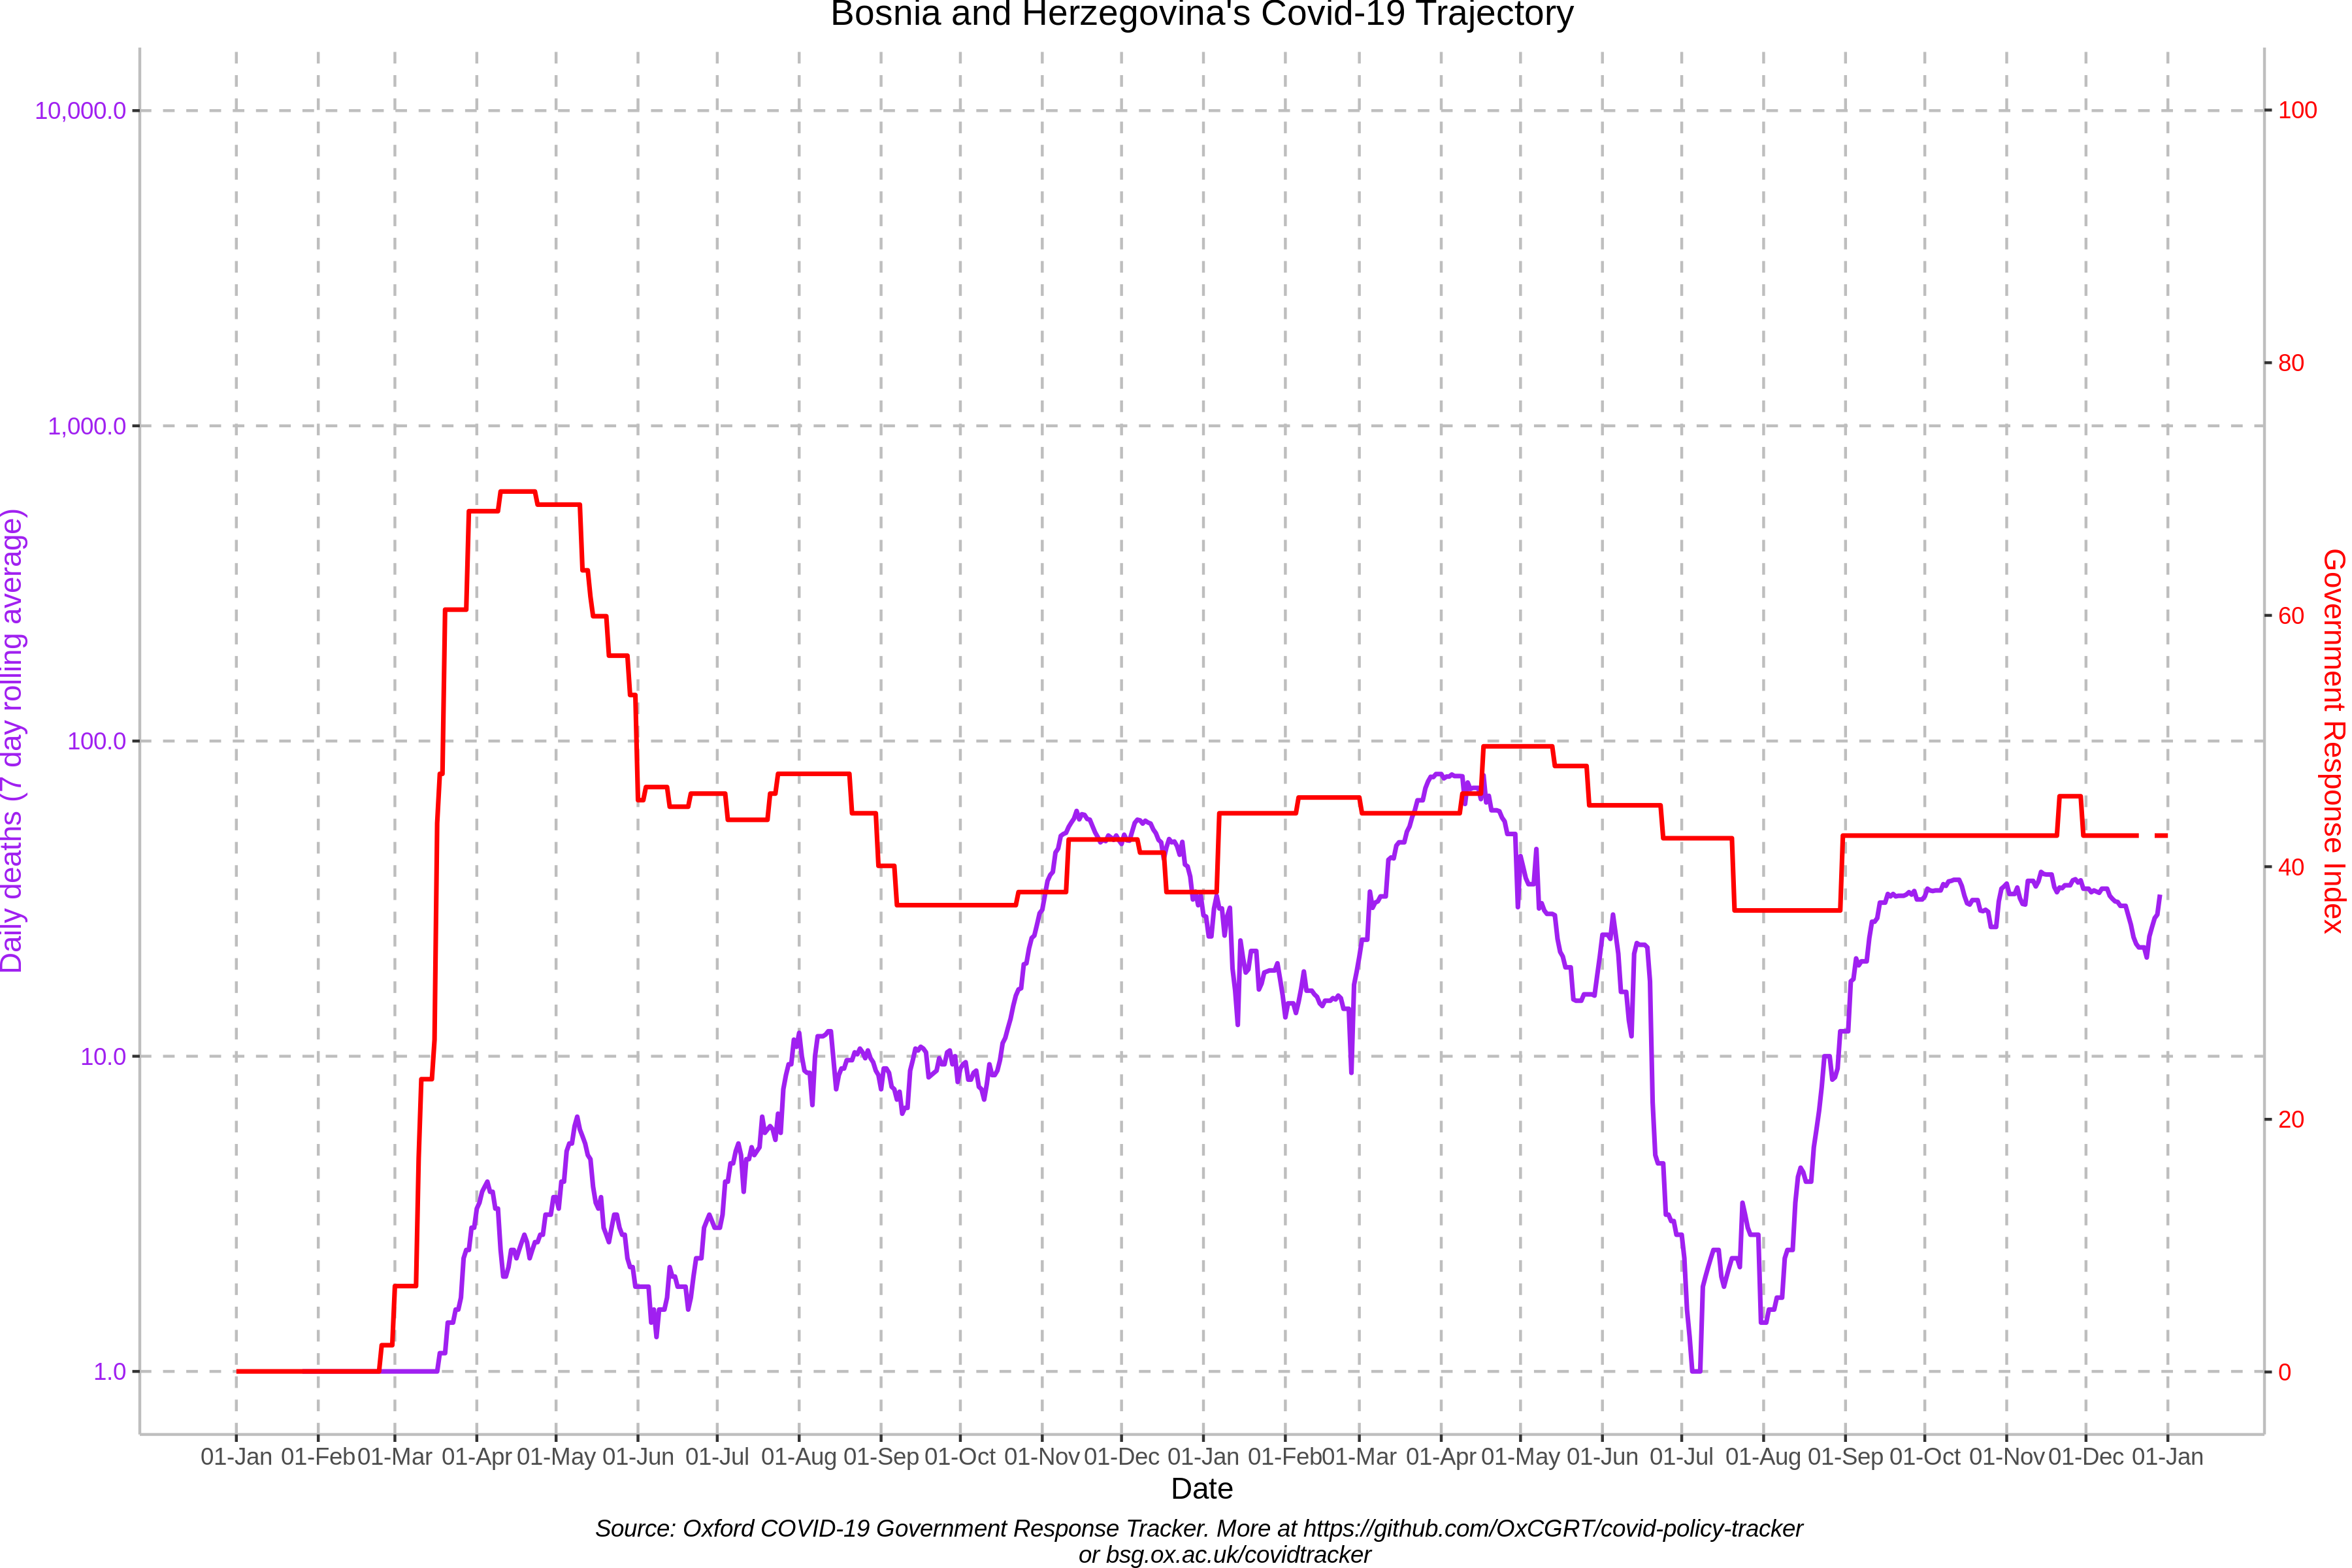 Bosnia and Herzegovina's Covid-19 Trajectory
10,000.0
1,000.0
100.0
10.0
1.0
Daily deaths (7 day rolling average)
100
80
60
40
20
0
Government Response Index
01-Jan 01-Feb 01-Mar 01-Apr 01-May 01-Jun 01-Jul 01-Aug 01-Sep 01-Oct 01-Nov 01-Dec 01-Jan 01-Feb 01-Mar 01-Apr 01-May 01-Jun 01-Jul 01-Aug 01-Sep 01-Oct 01-Nov 01-Dec 01-Jan
Date
Source: Oxford COVID-19 Government Response Tracker. More at https://github.com/OxCGRT/covid-policy-tracker
or bsg.ox.ac.uk/covidtracker